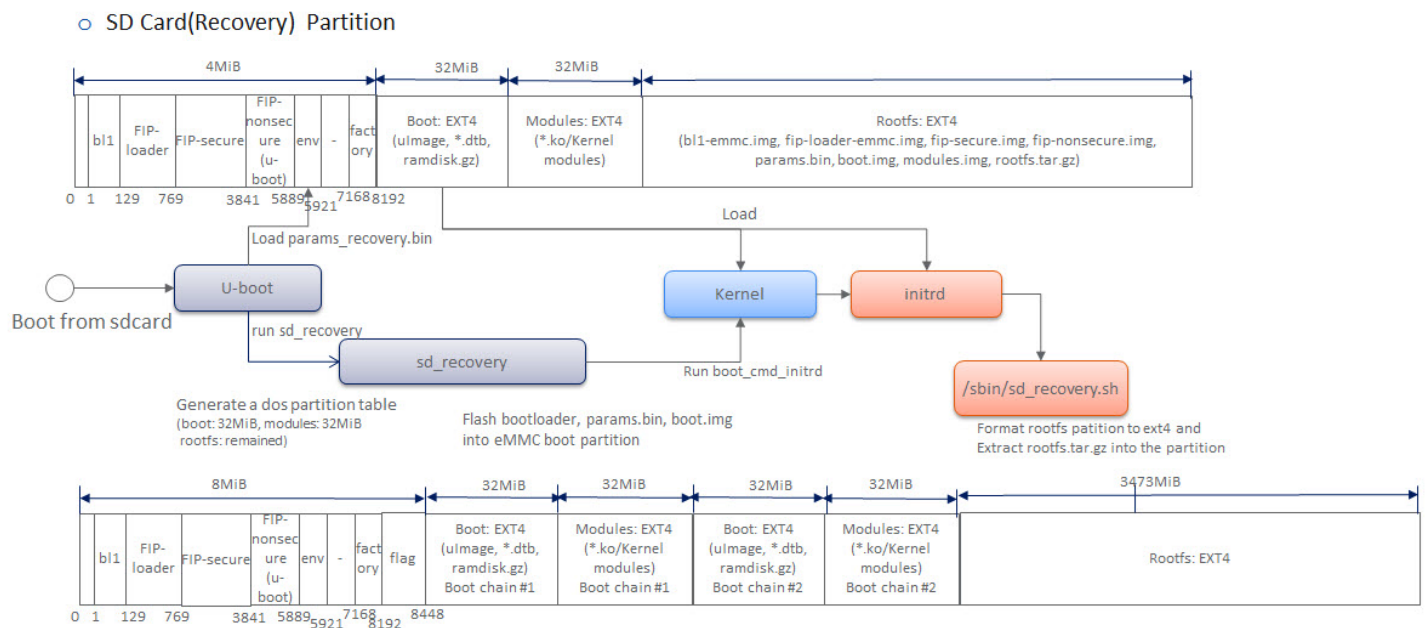 o SD Card(Recovery) Partition
4MiB
32MiB
32MiB
bl1
FIP-
loader
FIP-secure
FIP-
nonsec
ure
(u-
boot)
env
-
fact
ory
Boot: EXT4
(uImage, *.dtb,
ramdisk.gz)
Modules: EXT4
(*.ko/Kernel
modules)
Rootfs: EXT4
(bl1-emmc.img, fip-loader-emmc.img, fip-secure.img, fip-nonsecure.img,
params.bin, boot.img, modules.img, rootfs.tar.gz)
0 1 129 769 3841 5889 5921 7168 8192
Load params_recovery.bin
Load
U-boot
Kernel
initrd
Boot from sdcard
run sd_recovery
sd_recovery
Run boot_cmd_initrd
/sbin/sd_recovery.sh
Generate a dos partition table
(boot: 32MiB, modules: 32MiB
rootfs: remained)
Flash bootloader, params.bin, boot.img
into eMMC boot partition
Format rootfs patition to ext4 and
Extract rootfs.tar.gz into the partition
8MiB
32MiB
32MiB
32MiB
32MiB
3473MiB
bl1
FIP-
loader
FIP-secure
FIP-
nonsec
ure
(u-
boot)
env
-
fact
ory
flag
Boot: EXT4
(uImage, *.dtb,
ramdisk.gz)
Boot chain #1
Modules: EXT4
(*.ko/Kernel
modules)
Boot chain #1
Boot: EXT4
(uImage, *.dtb,
ramdisk.gz)
Boot chain #2
Modules: EXT4
(*.ko/Kernel
modules)
Boot chain #2
Rootfs: EXT4
0 1 129 769 3841 5889 5921 7168 8192 8448